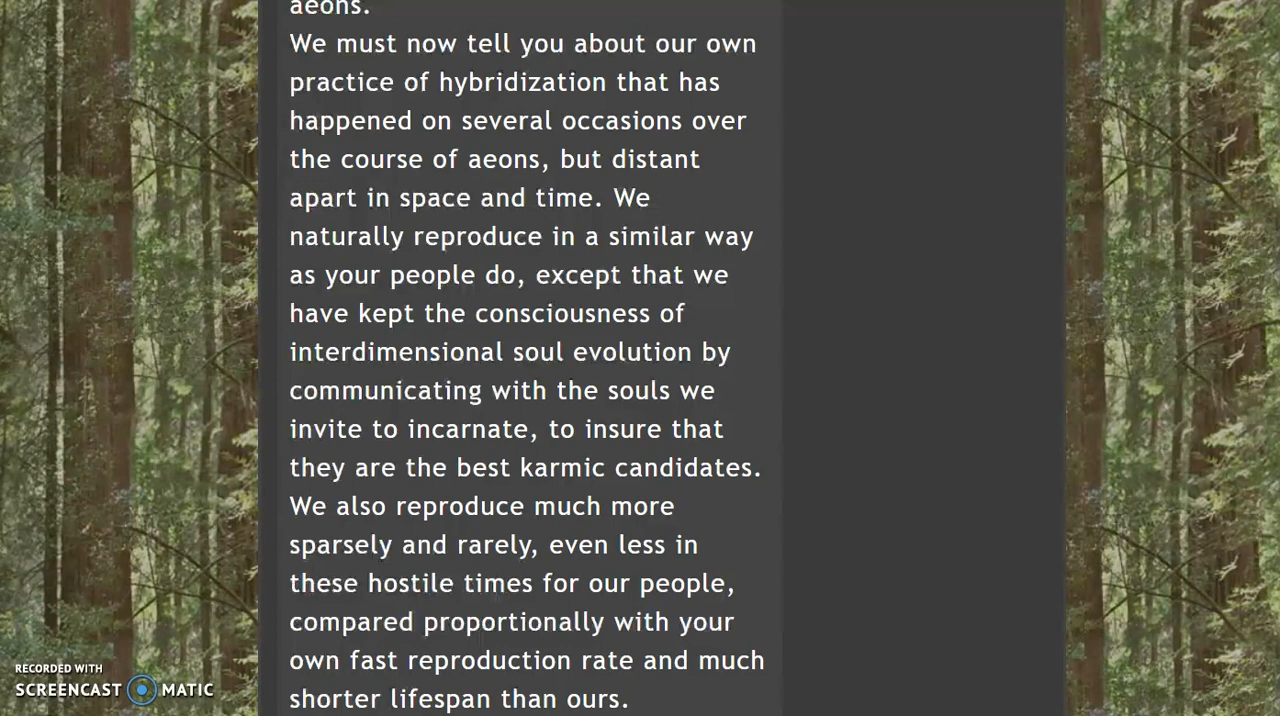 aeons.
We must now tell you about our own
practice of hybridization that has
happened on several occasions over
the course of aeons, but distant
apart in space and time. We
naturally reproduce in a similar way
as your people do, except that we
have kept the consciousness of
interdimensional soul evolution by
communicating with the souls we
invite to incarnate, to insure that
they are the best karmic candidates.
We also reproduce much more
sparsely and rarely, even less in
these hostile times for our people,
compared proportionally with your
own fast reproduction rate and much
shorter lifespan than ours.
RECORDED WITH
SCREENCAST MATIC